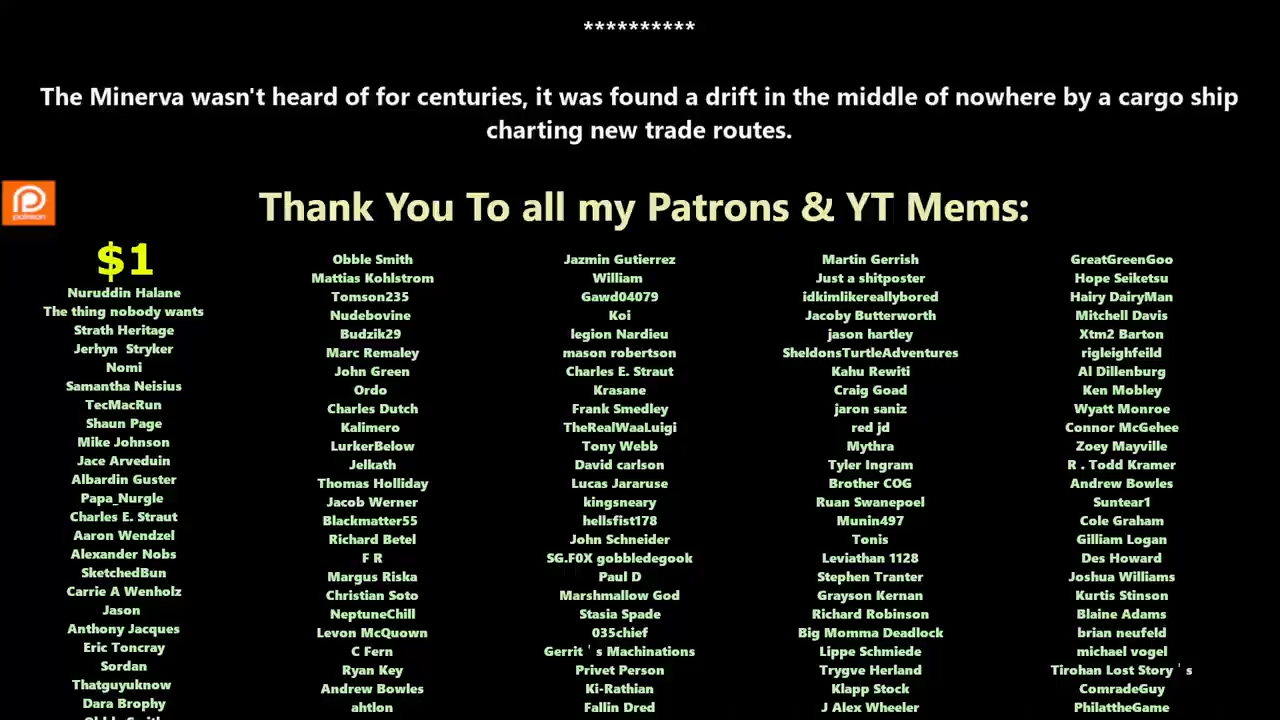 **********
The Minerva wasn't heard of for centuries, it was found a drift in the middle of nowhere by a cargo ship
charting new trade routes.
patreon
Thank You To all my Patrons & YT Mems:
$1
Nuruddin Halane
The thing nobody wants
Strath Heritage
Jerhyn  Stryker
Nomi
Samantha Neisius
TecMacRun
Shaun Page
Mike Johnson
Jace Arveduin
Albardin Guster
Papa_Nurgle
Charles E. Straut
Aaron Wendzel
Alexander Nobs
SketchedBun
Carrie A Wenholz
Jason
Anthony Jacques
Eric Toncray
Sordan
Thatguyuknow
Dara Brophy
Obble Smith
Obble Smith
Mattias Kohlstrom
Tomson235
Nudebovine
Budzik29
Marc Remaley
John Green
Ordo
Charles Dutch
Kalimero
LurkerBelow
Jelkath
Thomas Holliday
Jacob Werner
Blackmatter55
Richard Betel
F R
Margus Riska
Christian Soto
NeptuneChill
Levon McQuown
C Fern
Ryan Key
Andrew Bowles
ahtlon
Jazmin Gutierrez
William
Gawd04079
Koi
legion Nardieu
mason robertson
Charles E. Straut
Krasane
Frank Smedley
TheRealWaaLuigi
Tony Webb
David carlson
Lucas Jararuse
kingsneary
hellsfist178
John Schneider
SG.F0X gobbledegook
Paul D
Marshmallow God
Stasia Spade
035chief
Gerrit ' s Machinations
Privet Person
Ki-Rathian
Fallin Dred
Martin Gerrish
Just a shitposter
idkimlikereallybored
Jacoby Butterworth
jason hartley
SheldonsTurtleAdventures
Kahu Rewiti
Craig Goad
jaron saniz
red jd
Mythra
Tyler Ingram
Brother COG
Ruan Swanepoel
Munin497
Tonis
Leviathan 1128
Stephen Tranter
Grayson Kernan
Richard Robinson
Big Momma Deadlock
Lippe Schmiede
Trygve Herland
Klapp Stock
J Alex Wheeler
GreatGreenGoo
Hope Seiketsu
Hairy DairyMan
Mitchell Davis
Xtm2 Barton
rigleighfeild
Al Dillenburg
Ken Mobley
Wyatt Monroe
Connor McGehee
Zoey Mayville
R . Todd Kramer
Andrew Bowles
Suntear1
Cole Graham
Gilliam Logan
Des Howard
Joshua Williams
Kurtis Stinson
Blaine Adams
brian neufeld
michael vogel
Tirohan Lost Story ' s
ComradeGuy
PhilattheGame